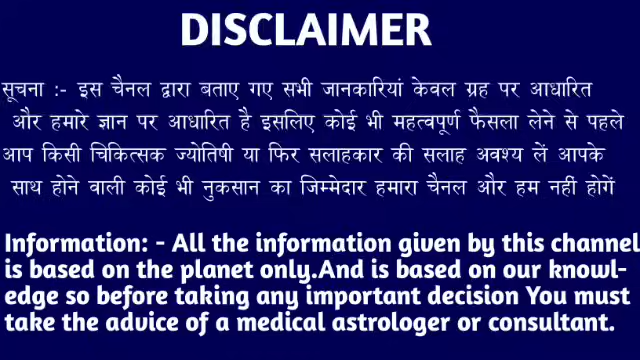 DISCLAIMER
सूचना :- इस चैनल द्वारा बताए गए सभी जानकारियां केवल ग्रह पर आधारित
और हमारे ज्ञान पर आधारित है इसलिए कोई भी महत्वपूर्ण फैसला लेने से पहले
आप किसी चिकित्सक ज्योतिषी या फिर सलाहकार की सलाह अवश्य लें आपके
साथ होने वाली कोई भी नुकसान का जिम्मेदार हमारा चैनल और हम नहीं होगें
Information: - All the information given by this channel
is based on the planet only.And is based on our knowl-
edge so before taking any important decision You must
take the advice of a medical astrologer or consultant.